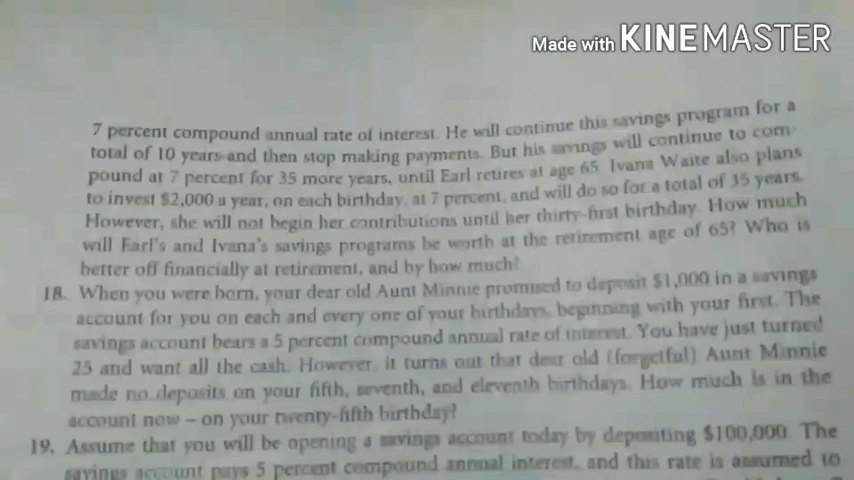 Made with KINEMASTER
7 percent compound annual rate of interest. He will continue this savings program for a
total of 10 years and then stop making payments. But his savings will continue to com-
pound at 7 percent for 35 more years, until Earl retires at age 65. Ivana Waite also plans
to invest $2,000 a year, on each birthday, at 7 percent, and will do so for a total of 35 years.
However, she will not begin her contributions until her thirty-first birthday. How much
will Earl's and Ivana's savings programs be worth at the retirement age of 65? Who is
better off financially at retirement, and by how much?
18. When you were born, your dear old Aunt Minnie promised to deposit $1,000 in a savings
account for you on each and every one of your birthdays, beginning with your first. The
savings account bears a 5 percent compound annual rate of interest. You have just turned
25 and want all the cash. However, it turns out that dear old (forgetful) Aunt Minnie
made no deposits on your fifth, seventh, and eleventh birthdays. How much is in the
account now – on your twenty-fifth birthday?
19. Assume that you will be opening a savings account today by depositing $100,000. The
savings account pays 5 percent compound annual interest, and this rate is assumed to